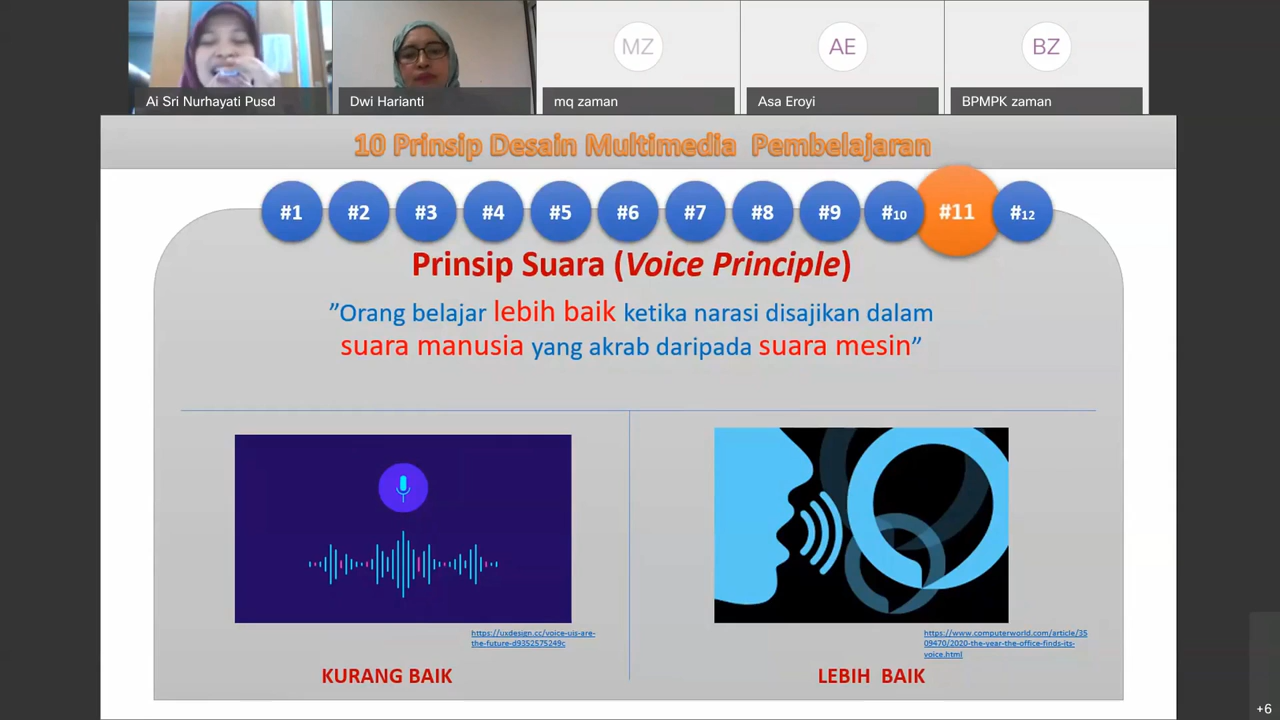 MZ
AE
BZ
Ai Sri Nurhayati Pusd
Dwi Harianti
mq zaman
Asa Eroyi
BPMPK zaman
10 Prinsip Desain Multimedia Pembelajaran
#1 #2 #3 #4 #5 #6 #7 #8 #9 #10 #11 #12
Prinsip Suara (Voice Principle)
”Orang belajar lebih baik ketika narasi disajikan dalam
suara manusia yang akrab daripada suara mesin”
https://uxdesign.cc/voice-uis-are-
the-future-d9352575249c
https://www.computerworld.com/article/35
09470/2020-the-year-the-office-finds-its-
voice.html
KURANG BAIK
LEBIH BAIK
+6